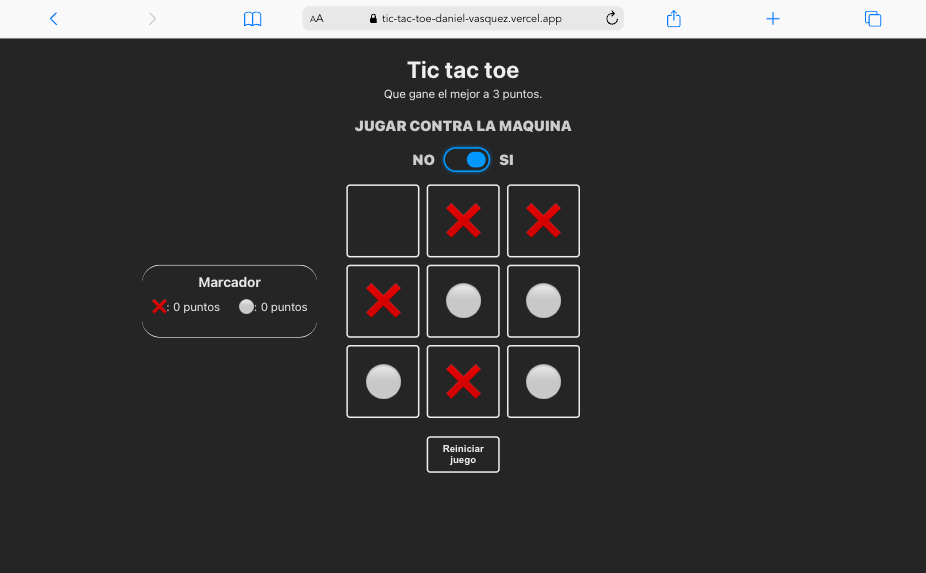 AA tic-tac-toe-daniel-vasquez.vercel.app
Tic tac toe
Que gane el mejor a 3 puntos.
JUGAR CONTRA LA MAQUINA
NO SI
Marcador
❌: 0 puntos ⚪: 0 puntos
Reiniciar
juego